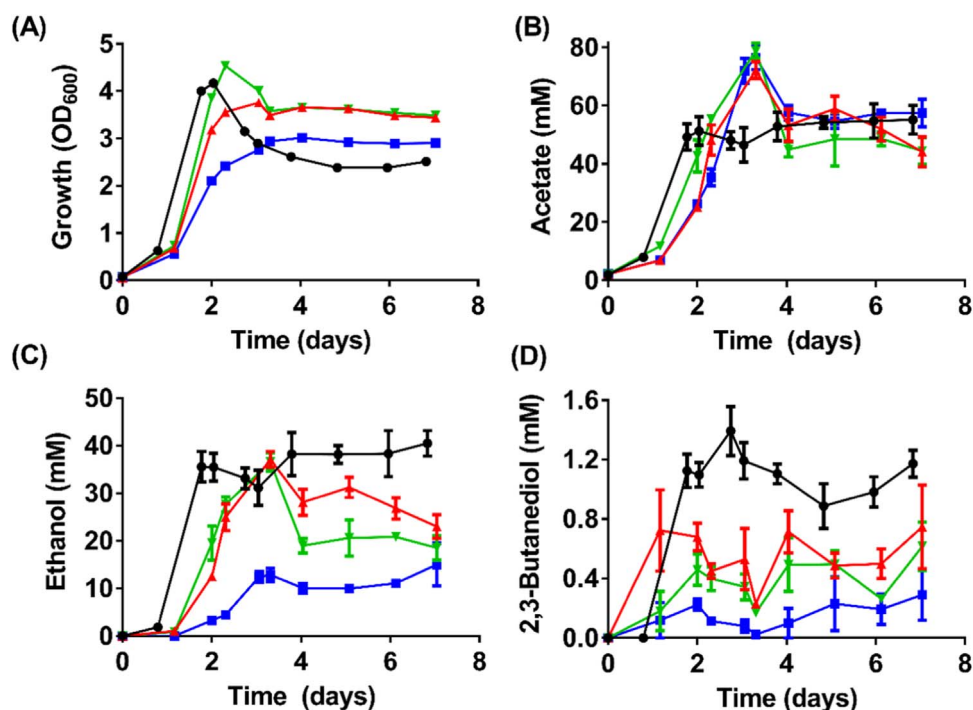 (A)
Growth (OD600)
5
4
3
2
1
0
0 2 4 6 8
Time (days)
(B)
Acetate (mM)
80
60
40
20
0
0 2 4 6 8
Time (days)
(C)
Ethanol (mM)
50
40
30
20
10
0
0 2 4 6 8
Time (days)
(D)
2,3-Butanediol (mM)
1.6
1.2
0.8
0.4
0.0
0 2 4 6 8
Time (days)